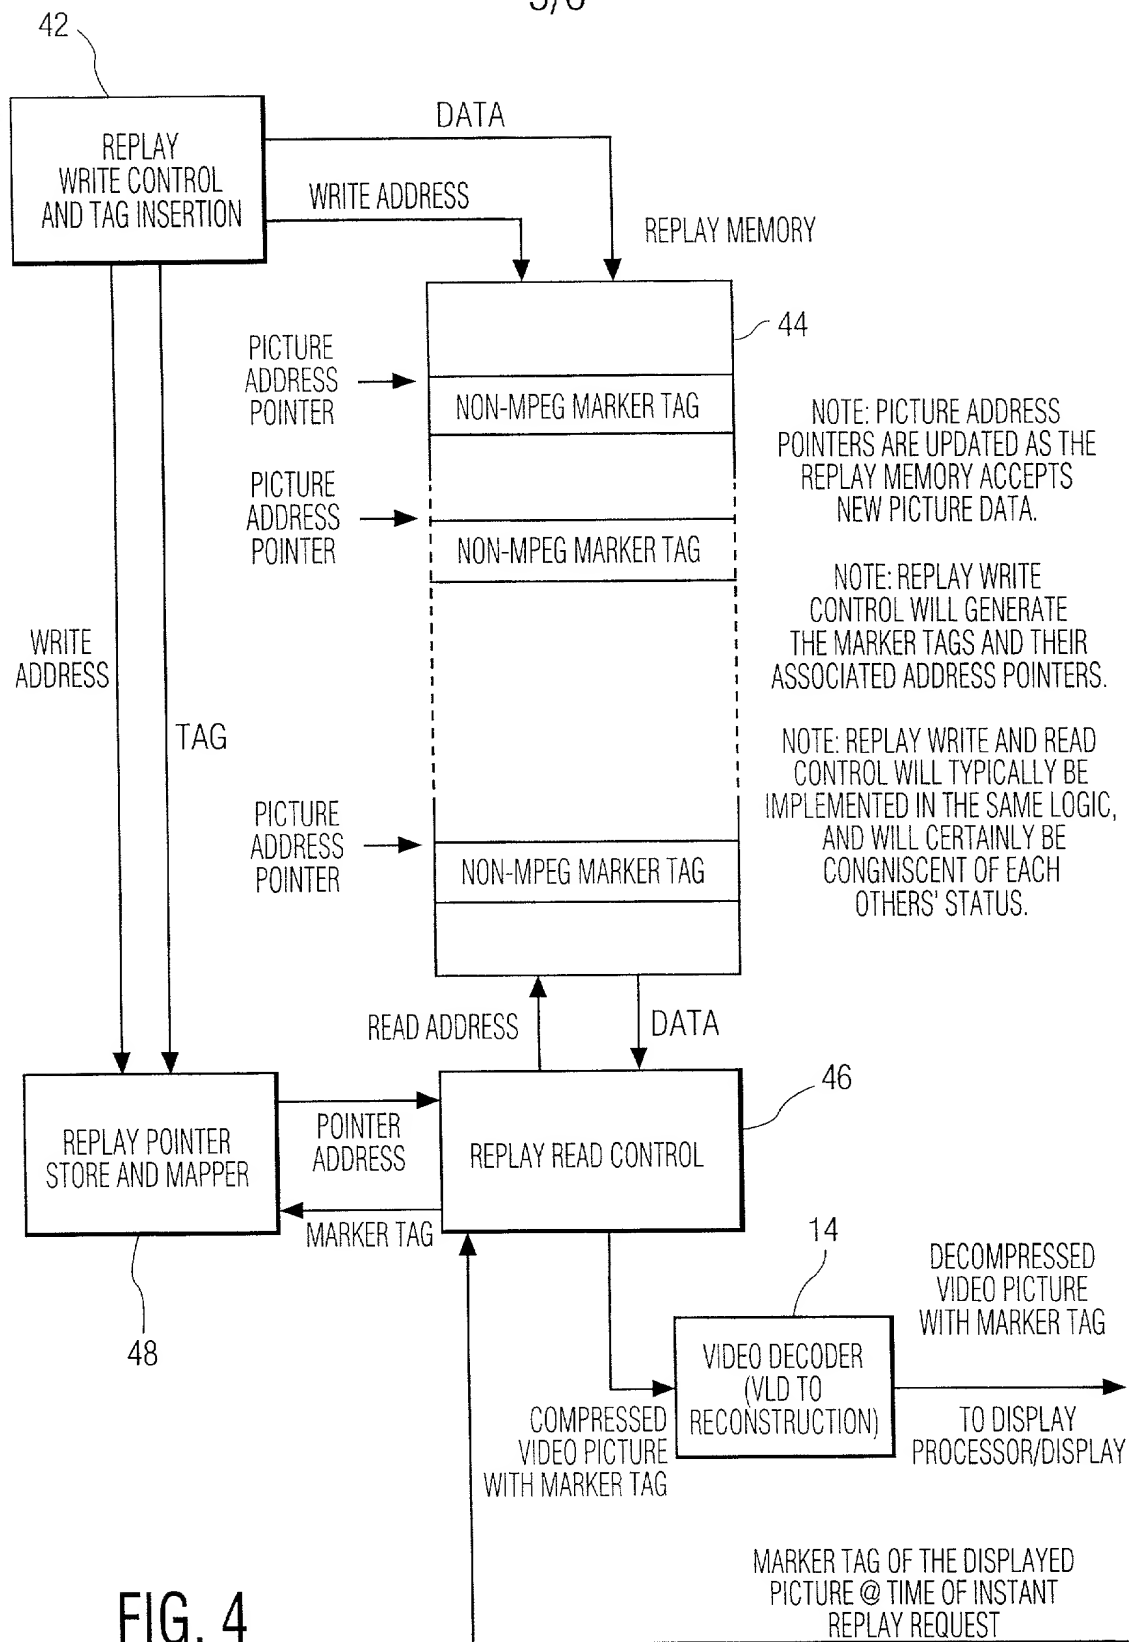 42
DATA
REPLAY
WRITE CONTROL
AND TAG INSERTION
WRITE ADDRESS
REPLAY MEMORY
44
PICTURE
ADDRESS
POINTER
NON-MPEG MARKER TAG
NOTE: PICTURE ADDRESS
POINTERS ARE UPDATED AS THE
REPLAY MEMORY ACCEPTS
NEW PICTURE DATA.
PICTURE
ADDRESS
POINTER
NON-MPEG MARKER TAG
NOTE: REPLAY WRITE
CONTROL WILL GENERATE
THE MARKER TAGS AND THEIR
ASSOCIATED ADDRESS POINTERS.
WRITE
ADDRESS
TAG
NOTE: REPLAY WRITE AND READ
CONTROL WILL TYPICALLY BE
IMPLEMENTED IN THE SAME LOGIC,
AND WILL CERTAINLY BE
CONGNISCENT OF EACH
OTHERS' STATUS.
PICTURE
ADDRESS
POINTER
NON-MPEG MARKER TAG
READ ADDRESS
DATA
46
REPLAY POINTER
STORE AND MAPPER
POINTER
ADDRESS
REPLAY READ CONTROL
MARKER TAG
48
14
DECOMPRESSED
VIDEO PICTURE
WITH MARKER TAG
VIDEO DECODER
(VLD TO
RECONSTRUCTION)
COMPRESSED
VIDEO PICTURE
WITH MARKER TAG
TO DISPLAY
PROCESSOR/DISPLAY
MARKER TAG OF THE DISPLAYED
PICTURE @ TIME OF INSTANT
REPLAY REQUEST
FIG. 4